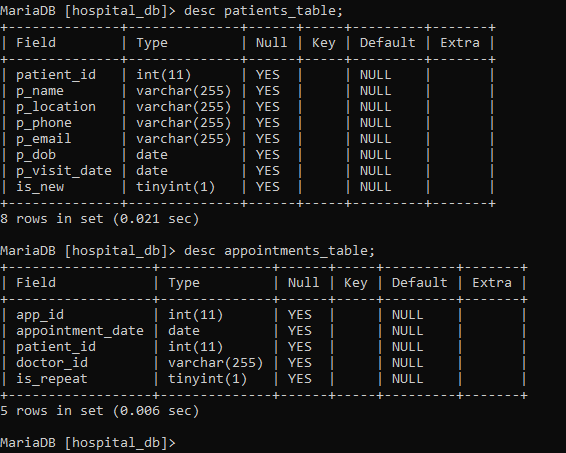 MariaDB [hospital_db]> desc patients_table;
+--------------+--------------+------+-----+---------+-------+
| Field        | Type         | Null | Key | Default | Extra |
+--------------+--------------+------+-----+---------+-------+
| patient_id   | int(11)      | YES  |     | NULL    |       |
| p_name       | varchar(255) | YES  |     | NULL    |       |
| p_location   | varchar(255) | YES  |     | NULL    |       |
| p_phone      | varchar(255) | YES  |     | NULL    |       |
| p_email      | varchar(255) | YES  |     | NULL    |       |
| p_dob        | date         | YES  |     | NULL    |       |
| p_visit_date | date         | YES  |     | NULL    |       |
| is_new       | tinyint(1)   | YES  |     | NULL    |       |
+--------------+--------------+------+-----+---------+-------+
8 rows in set (0.021 sec)

MariaDB [hospital_db]> desc appointments_table;
+------------------+--------------+------+-----+---------+-------+
| Field            | Type         | Null | Key | Default | Extra |
+------------------+--------------+------+-----+---------+-------+
| app_id           | int(11)      | YES  |     | NULL    |       |
| appointment_date | date         | YES  |     | NULL    |       |
| patient_id       | int(11)      | YES  |     | NULL    |       |
| doctor_id        | varchar(255) | YES  |     | NULL    |       |
| is_repeat        | tinyint(1)   | YES  |     | NULL    |       |
+------------------+--------------+------+-----+---------+-------+
5 rows in set (0.006 sec)

MariaDB [hospital_db]>